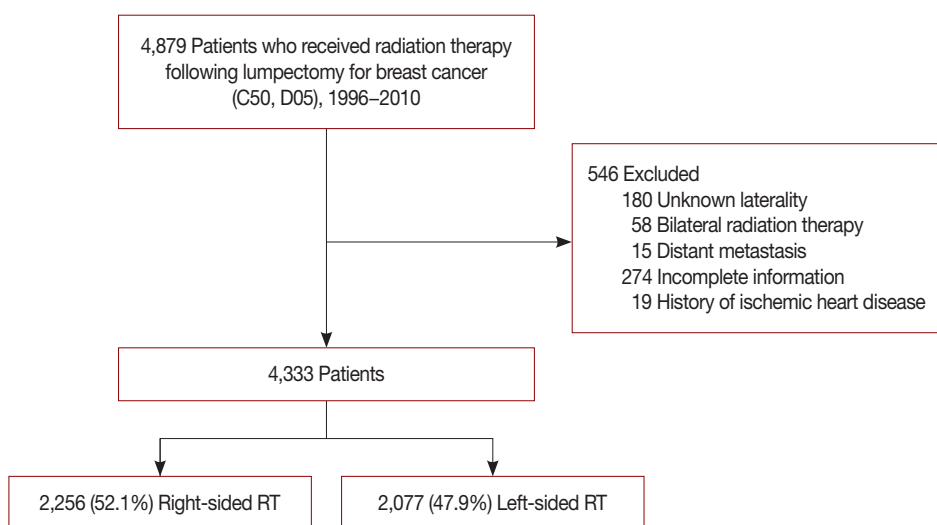 4,879 Patients who received radiation therapy
following lumpectomy for breast cancer
(C50, D05), 1996–2010
546 Excluded
180 Unknown laterality
58 Bilateral radiation therapy
15 Distant metastasis
274 Incomplete information
19 History of ischemic heart disease
4,333 Patients
2,256 (52.1%) Right-sided RT
2,077 (47.9%) Left-sided RT